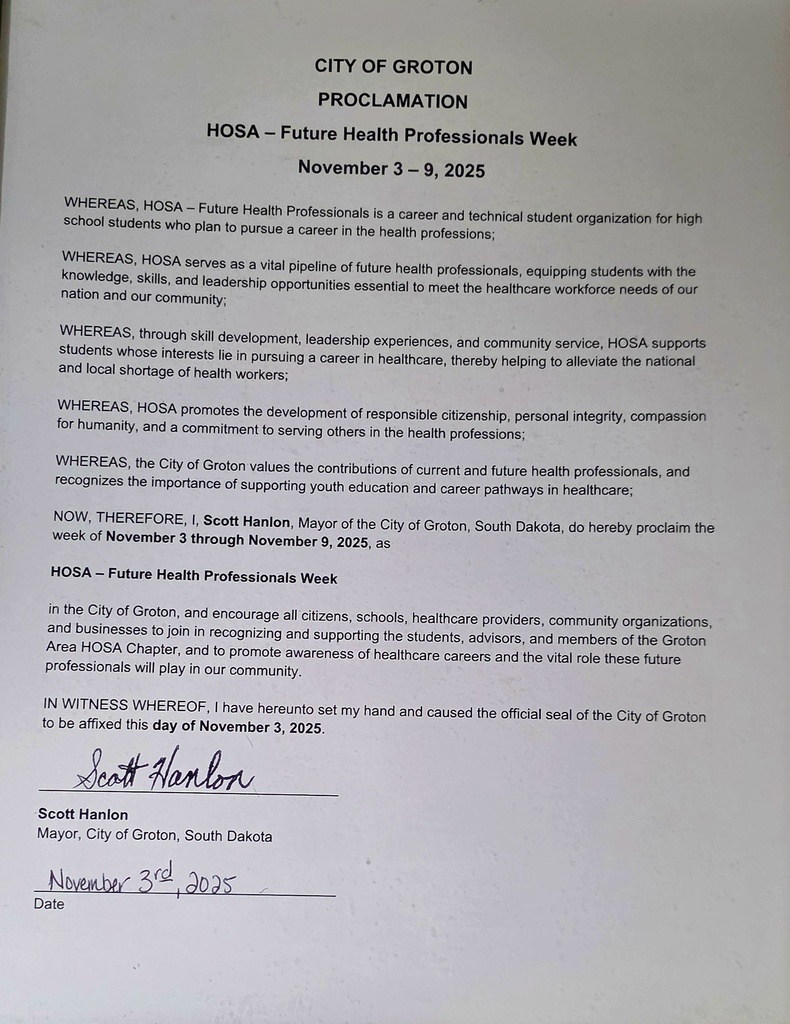 CITY OF GROTON
PROCLAMATION
HOSA – Future Health Professionals Week
November 3 – 9, 2025
WHEREAS, HOSA – Future Health Professionals is a career and technical student organization for high
school students who plan to pursue a career in the health professions;
WHEREAS, HOSA serves as a vital pipeline of future health professionals, equipping students with the
knowledge, skills, and leadership opportunities essential to meet the healthcare workforce needs of our
nation and our community;
WHEREAS, through skill development, leadership experiences, and community service, HOSA supports
students whose interests lie in pursuing a career in healthcare, thereby helping to alleviate the national
and local shortage of health workers;
WHEREAS, HOSA promotes the development of responsible citizenship, personal integrity, compassion
for humanity, and a commitment to serving others in the health professions;
WHEREAS, the City of Groton values the contributions of current and future health professionals, and
recognizes the importance of supporting youth education and career pathways in healthcare;
NOW, THEREFORE, I, Scott Hanlon, Mayor of the City of Groton, South Dakota, do hereby proclaim the
week of November 3 through November 9, 2025, as
HOSA – Future Health Professionals Week
in the City of Groton, and encourage all citizens, schools, healthcare providers, community organizations,
and businesses to join in recognizing and supporting the students, advisors, and members of the Groton
Area HOSA Chapter, and to promote awareness of healthcare careers and the vital role these future
professionals will play in our community.
IN WITNESS WHEREOF, I have hereunto set my hand and caused the official seal of the City of Groton
to be affixed this day of November 3, 2025.
Scott Hanlon
Scott Hanlon
Mayor, City of Groton, South Dakota
November 3rd, 2025
Date